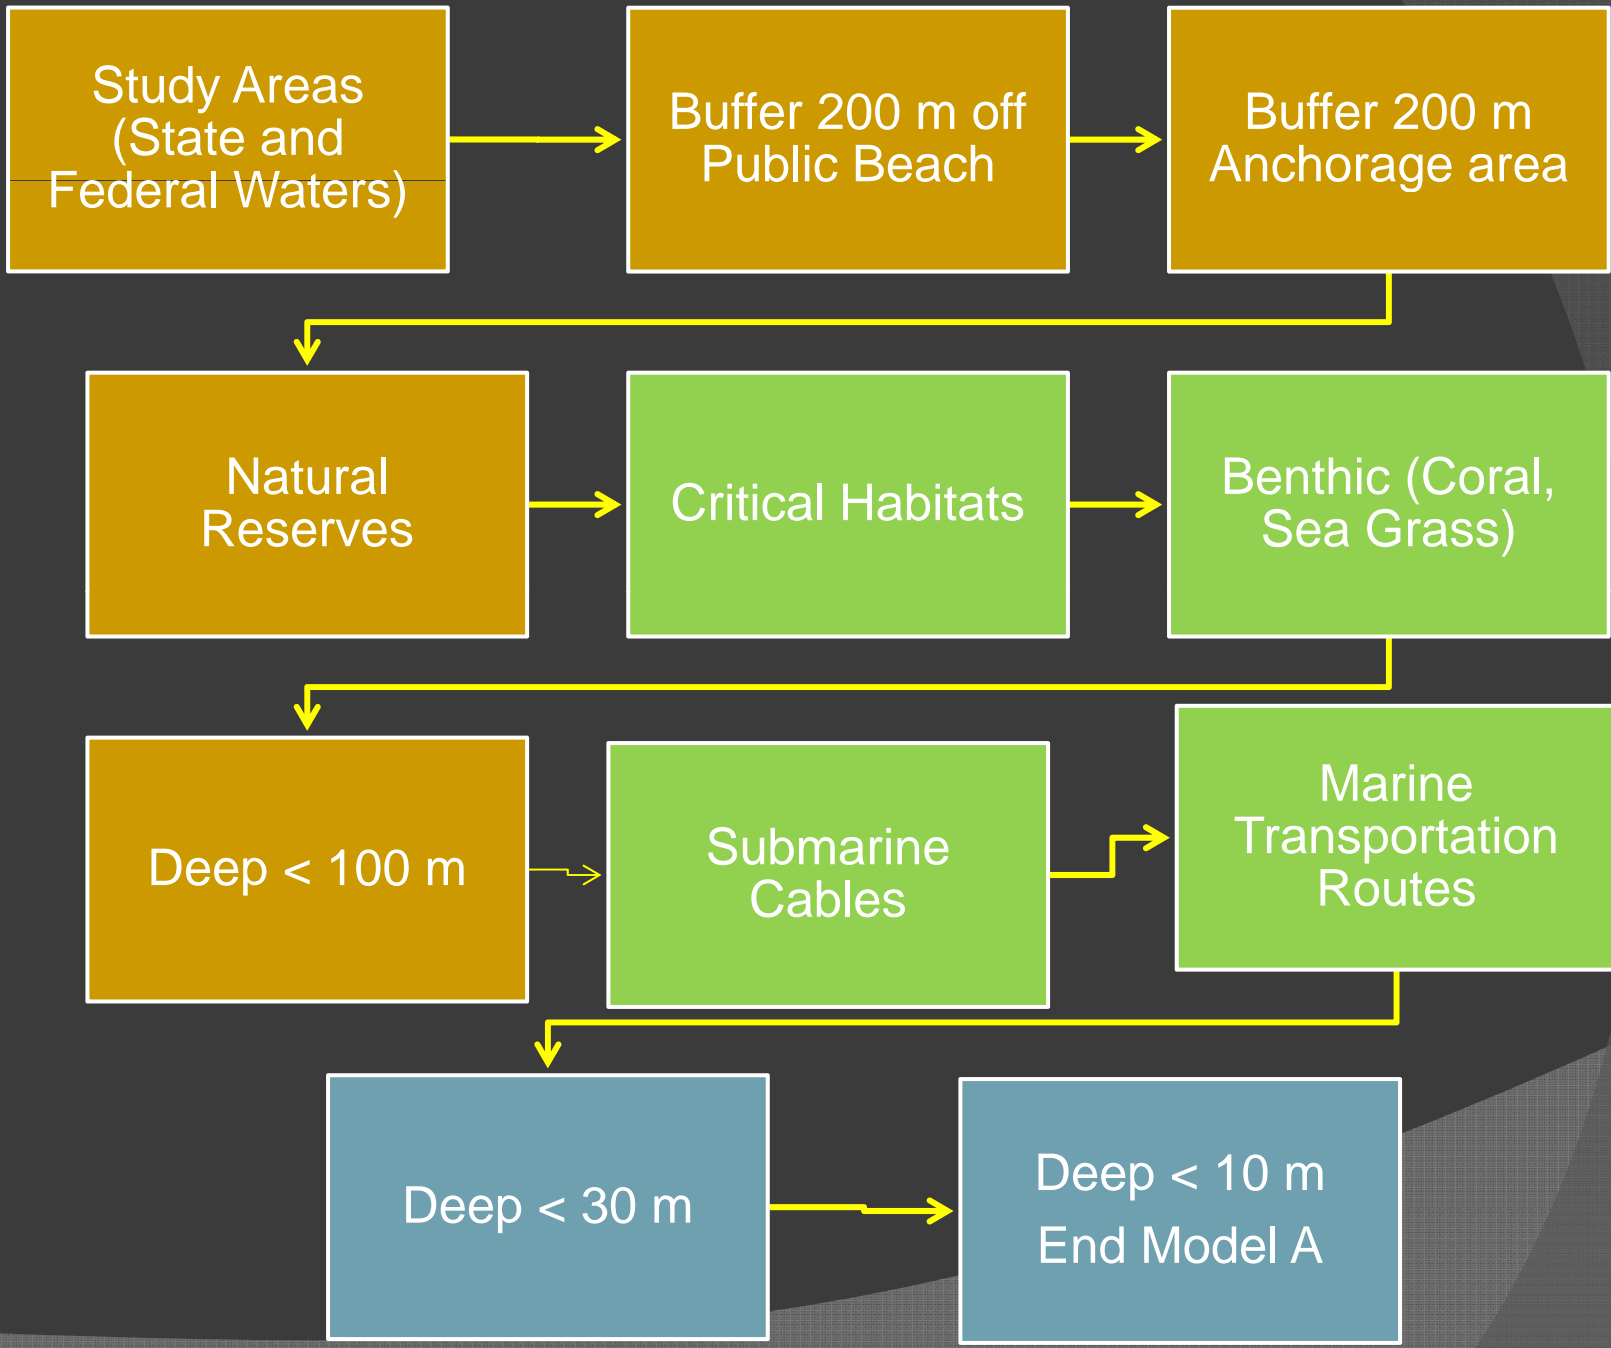 Study Areas
(State and
Federal Waters)
Buffer 200 m off
Public Beach
Buffer 200 m
Anchorage area
Natural
Reserves
Critical Habitats
Benthic (Coral,
Sea Grass)
Deep < 100 m
Submarine
Cables
Marine
Transportation
Routes
Deep < 30 m
Deep < 10 m
End Model A